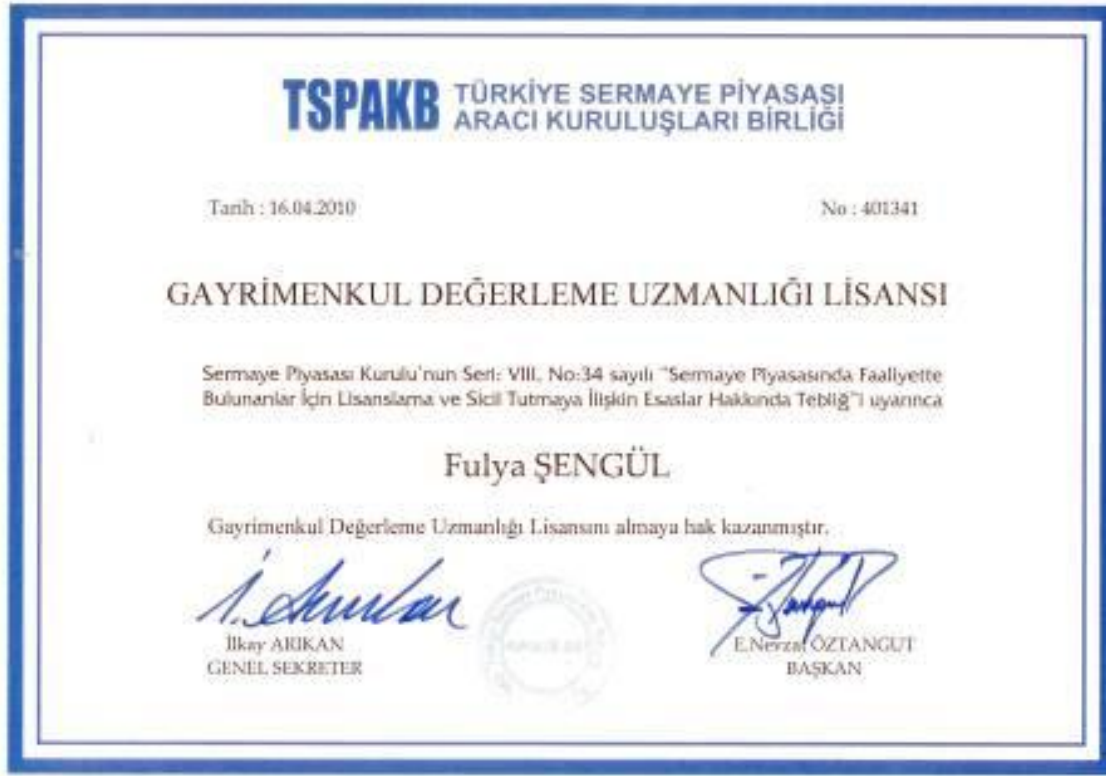 TSPAKB TÜRKİYE SERMAYE PİYASASI
ARACI KURULUŞLARI BİRLİĞİ
Tarih : 16.04.2010
No : 401341
GAYRİMENKUL DEĞERLEME UZMANLIĞI LİSANSI
Sermaye Piyasası Kurulu'nun Seri: VIII, No:34 sayılı "Sermaye Piyasasında Faaliyette
Bulunanlar İçin Lisanslama ve Sicil Tutmaya İlişkin Esaslar Hakkında Tebliğ"i uyarınca
Fulya ŞENGÜL
Gayrimenkul Değerleme Uzmanlığı Lisansını almaya hak kazanmıştır.
İlkay ARIKAN
GENEL SEKRETER
E.Nevzat ÖZTANGUT
BAŞKAN